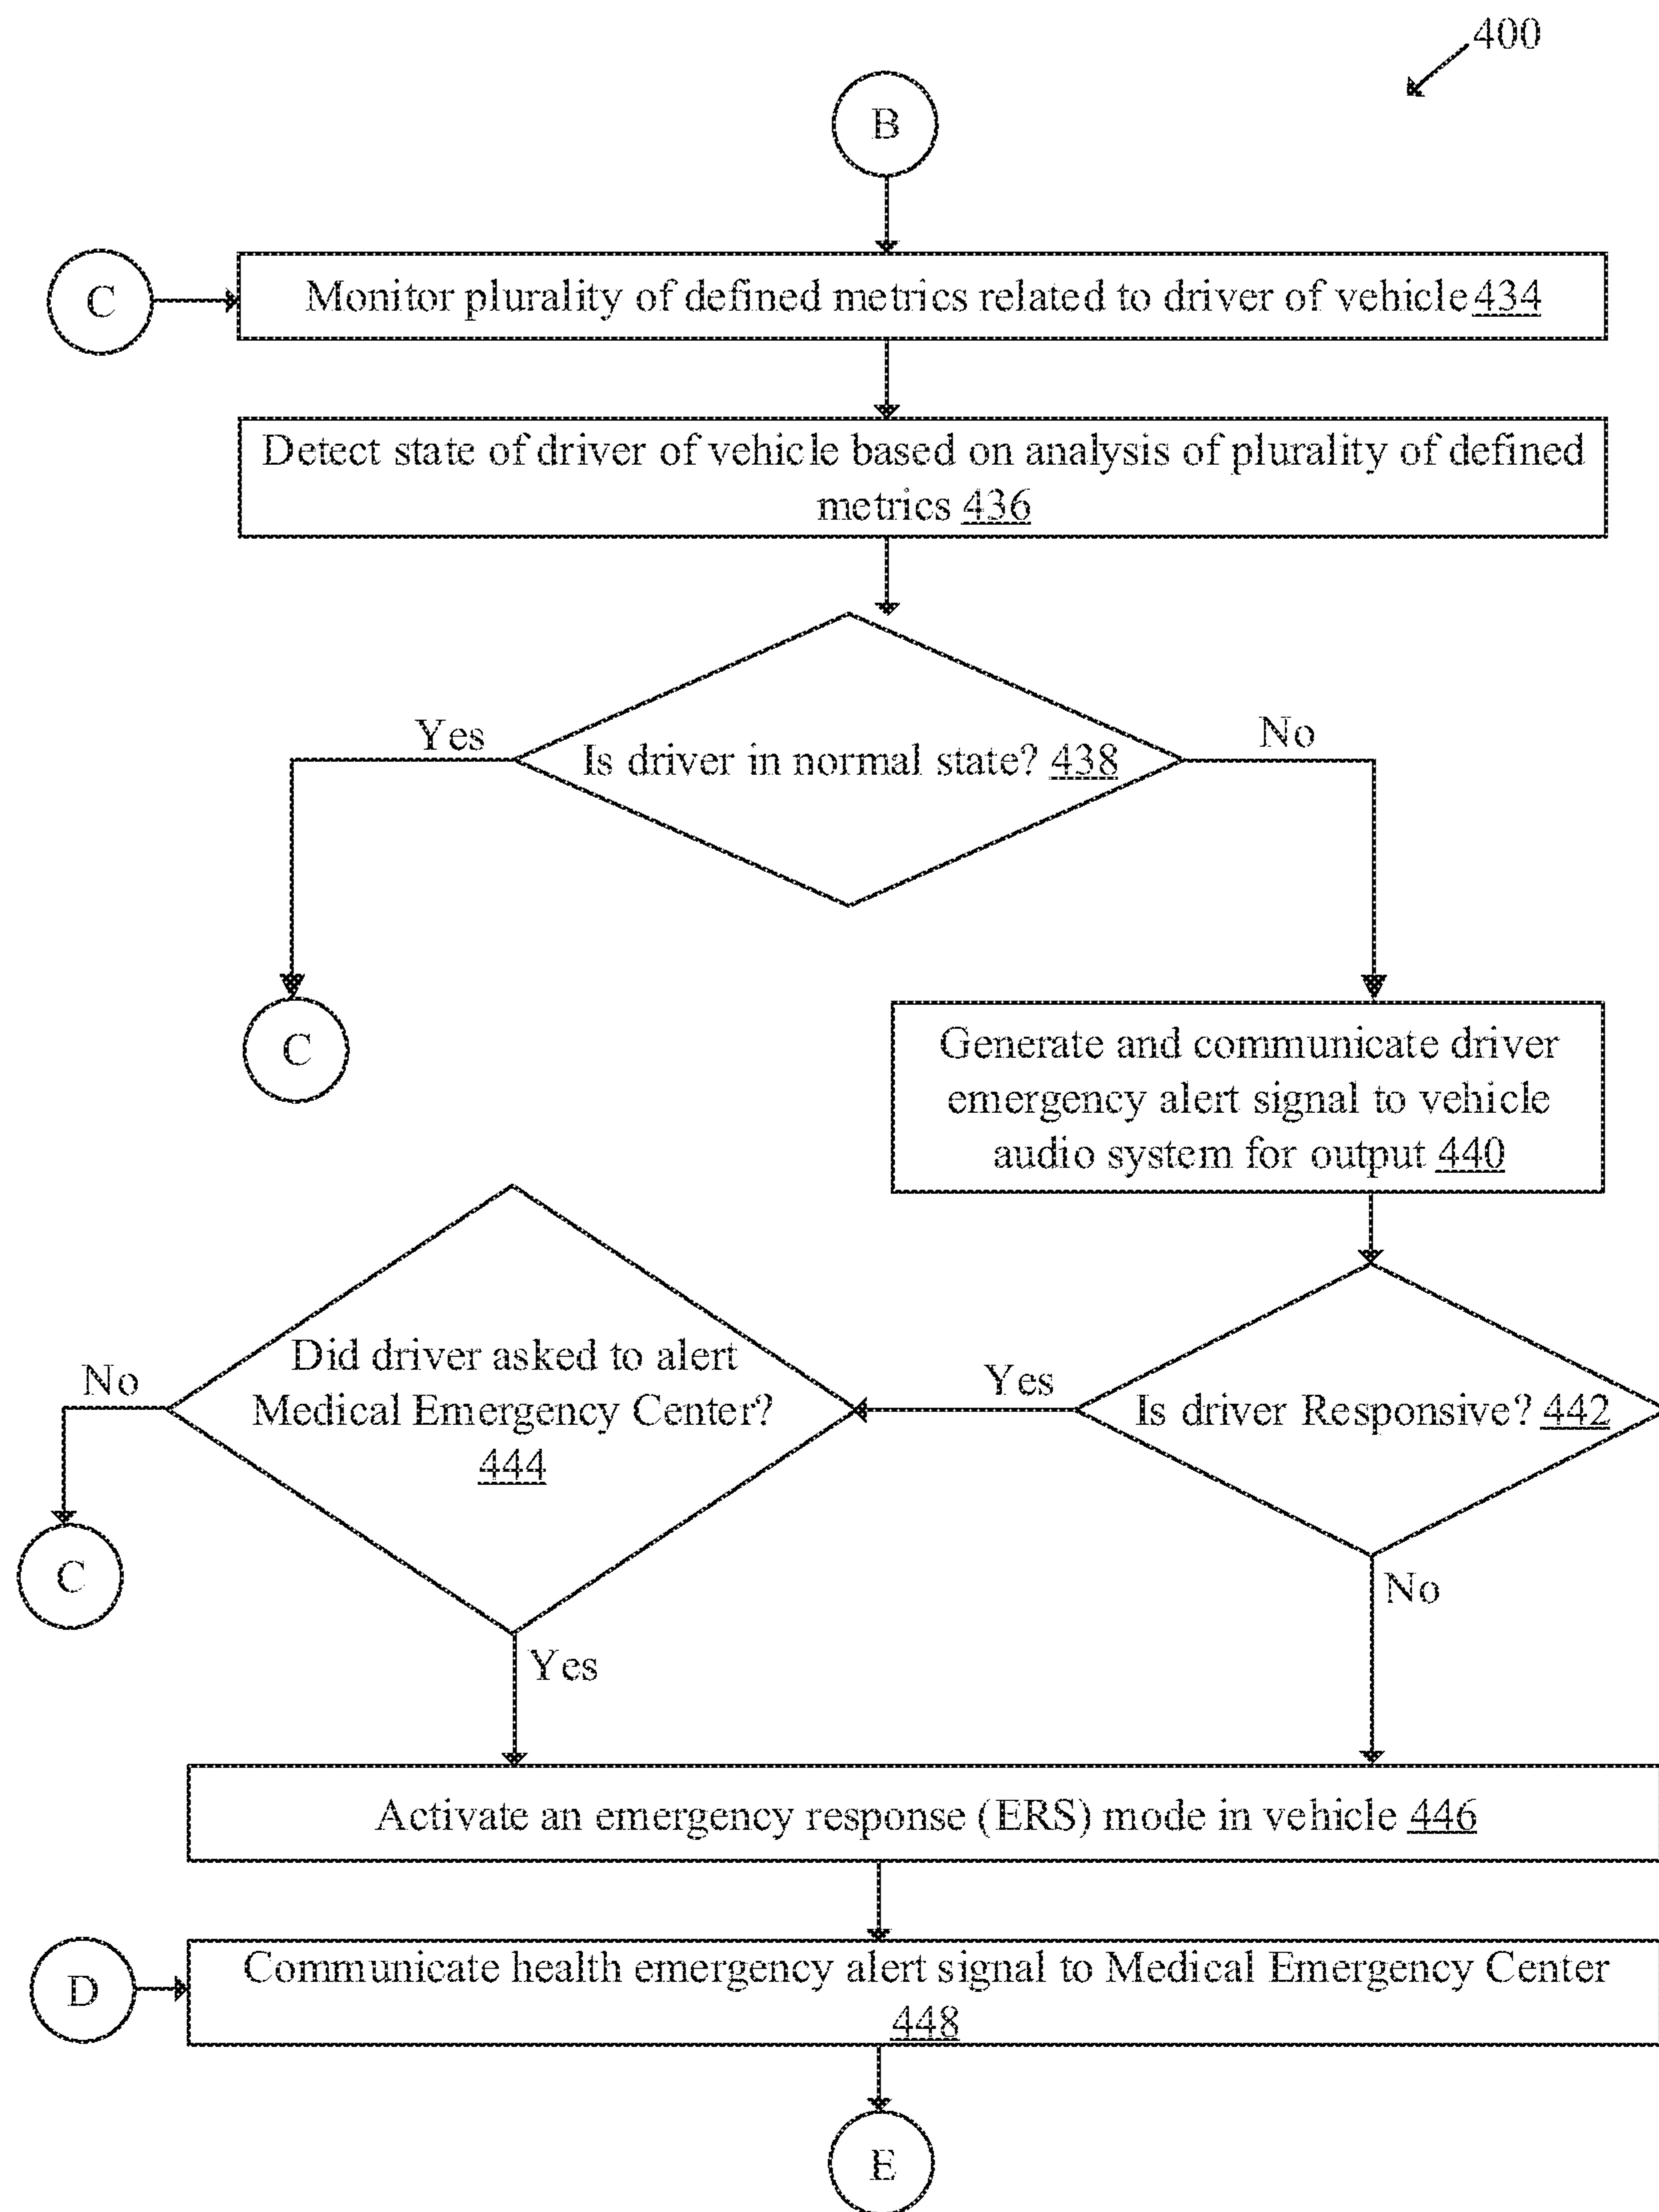 400
B
C
Monitor plurality of defined metrics related to driver of vehicle 434
Detect state of driver of vehicle based on analysis of plurality of defined
metrics 436
Yes
Is driver in normal state? 438
No
C
Generate and communicate driver
emergency alert signal to vehicle
audio system for output 440
No
Did driver asked to alert
Medical Emergency Center?
444
Yes
Is driver Responsive? 442
C
No
Yes
Activate an emergency response (ERS) mode in vehicle 446
D
Communicate health emergency alert signal to Medical Emergency Center
448
E